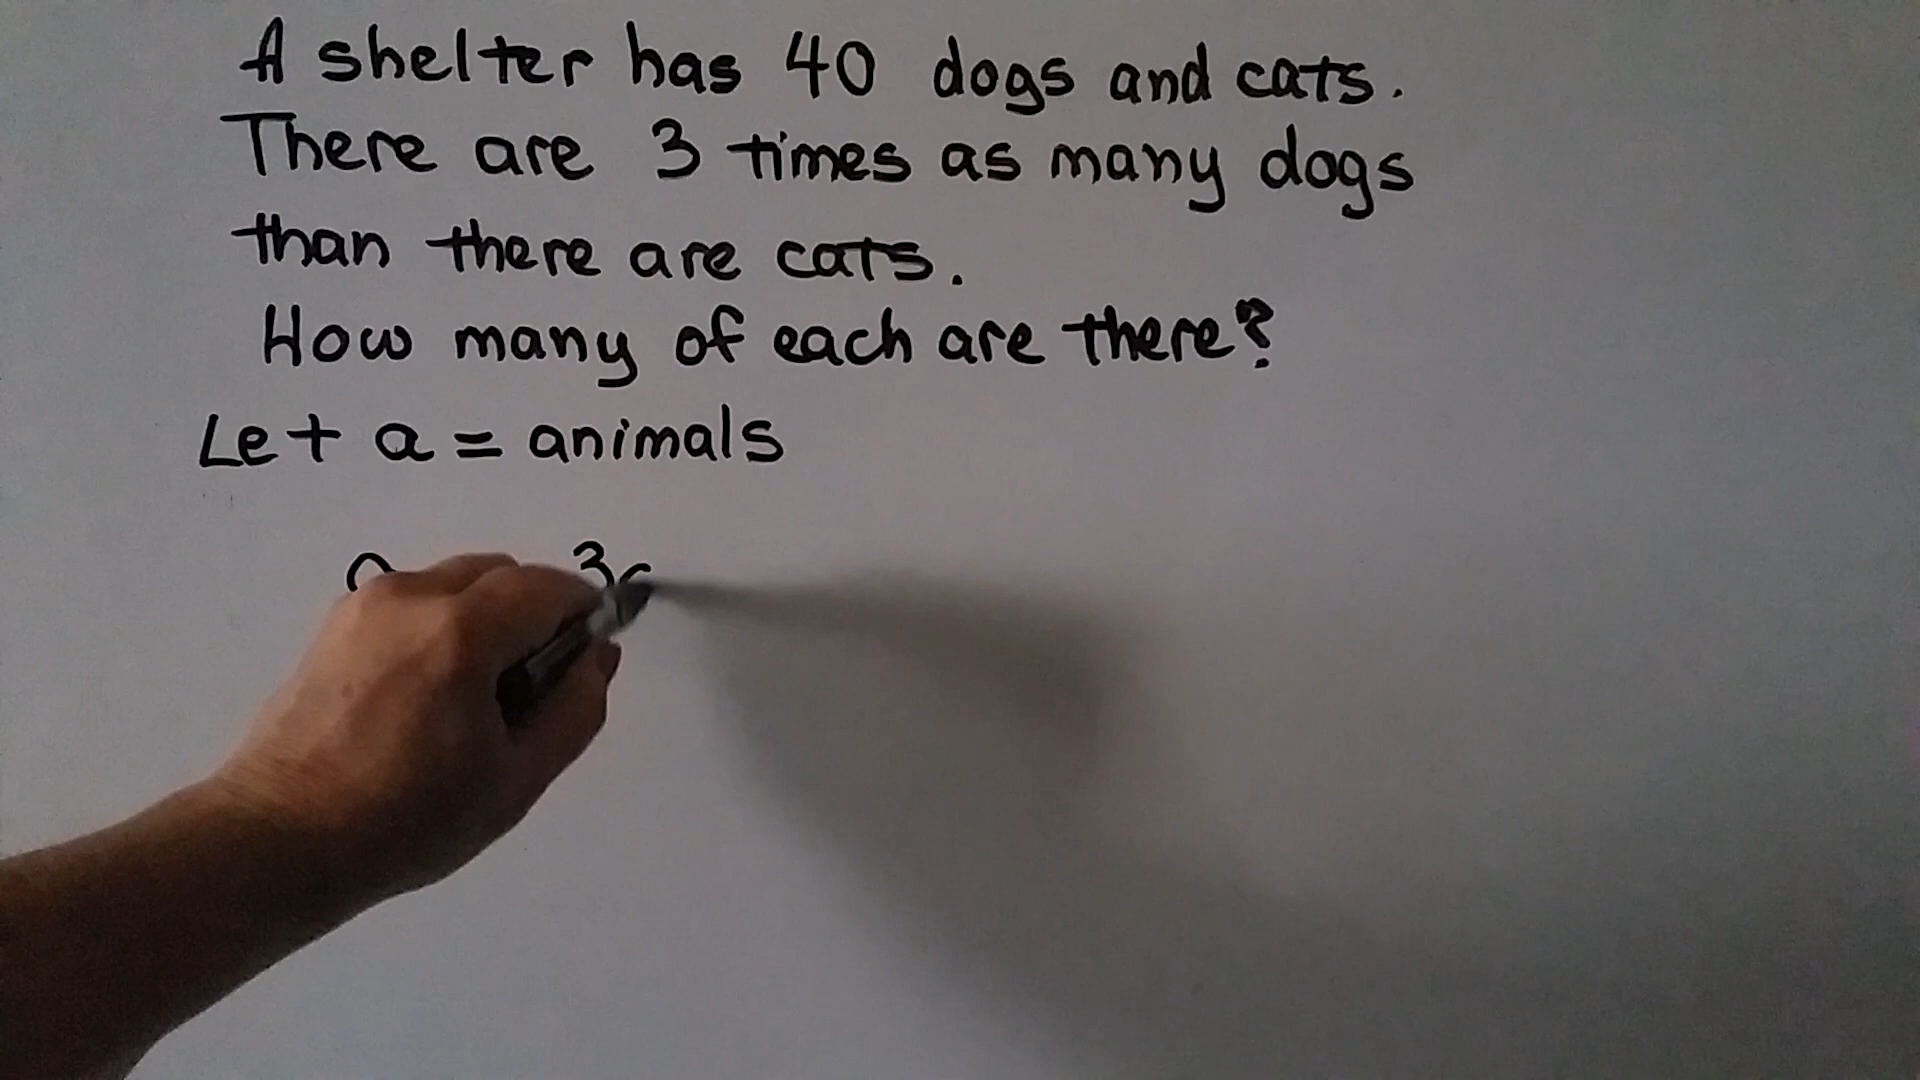 A shelter has 40 dogs and cats.
There are 3 times as many dogs
than there are cats.
How many of each are there?
Let a = animals
3